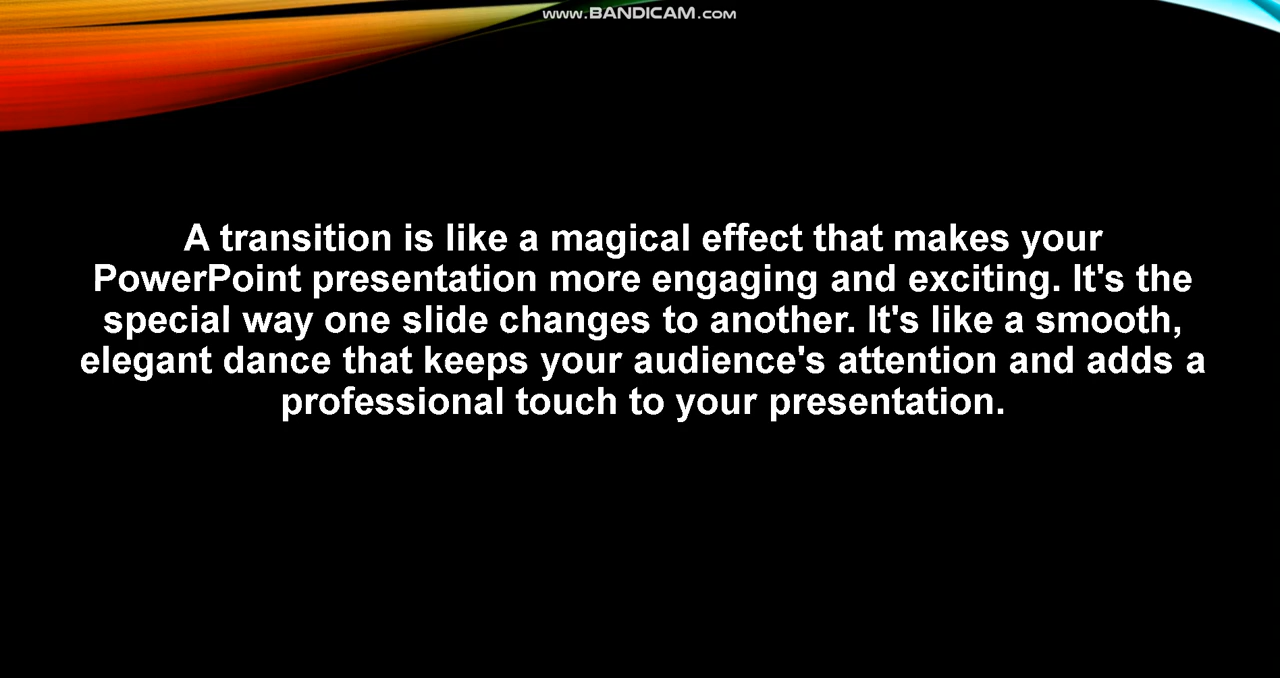 www.BANDICAM.com
A transition is like a magical effect that makes your
PowerPoint presentation more engaging and exciting. It's the
special way one slide changes to another. It's like a smooth,
elegant dance that keeps your audience's attention and adds a
professional touch to your presentation.